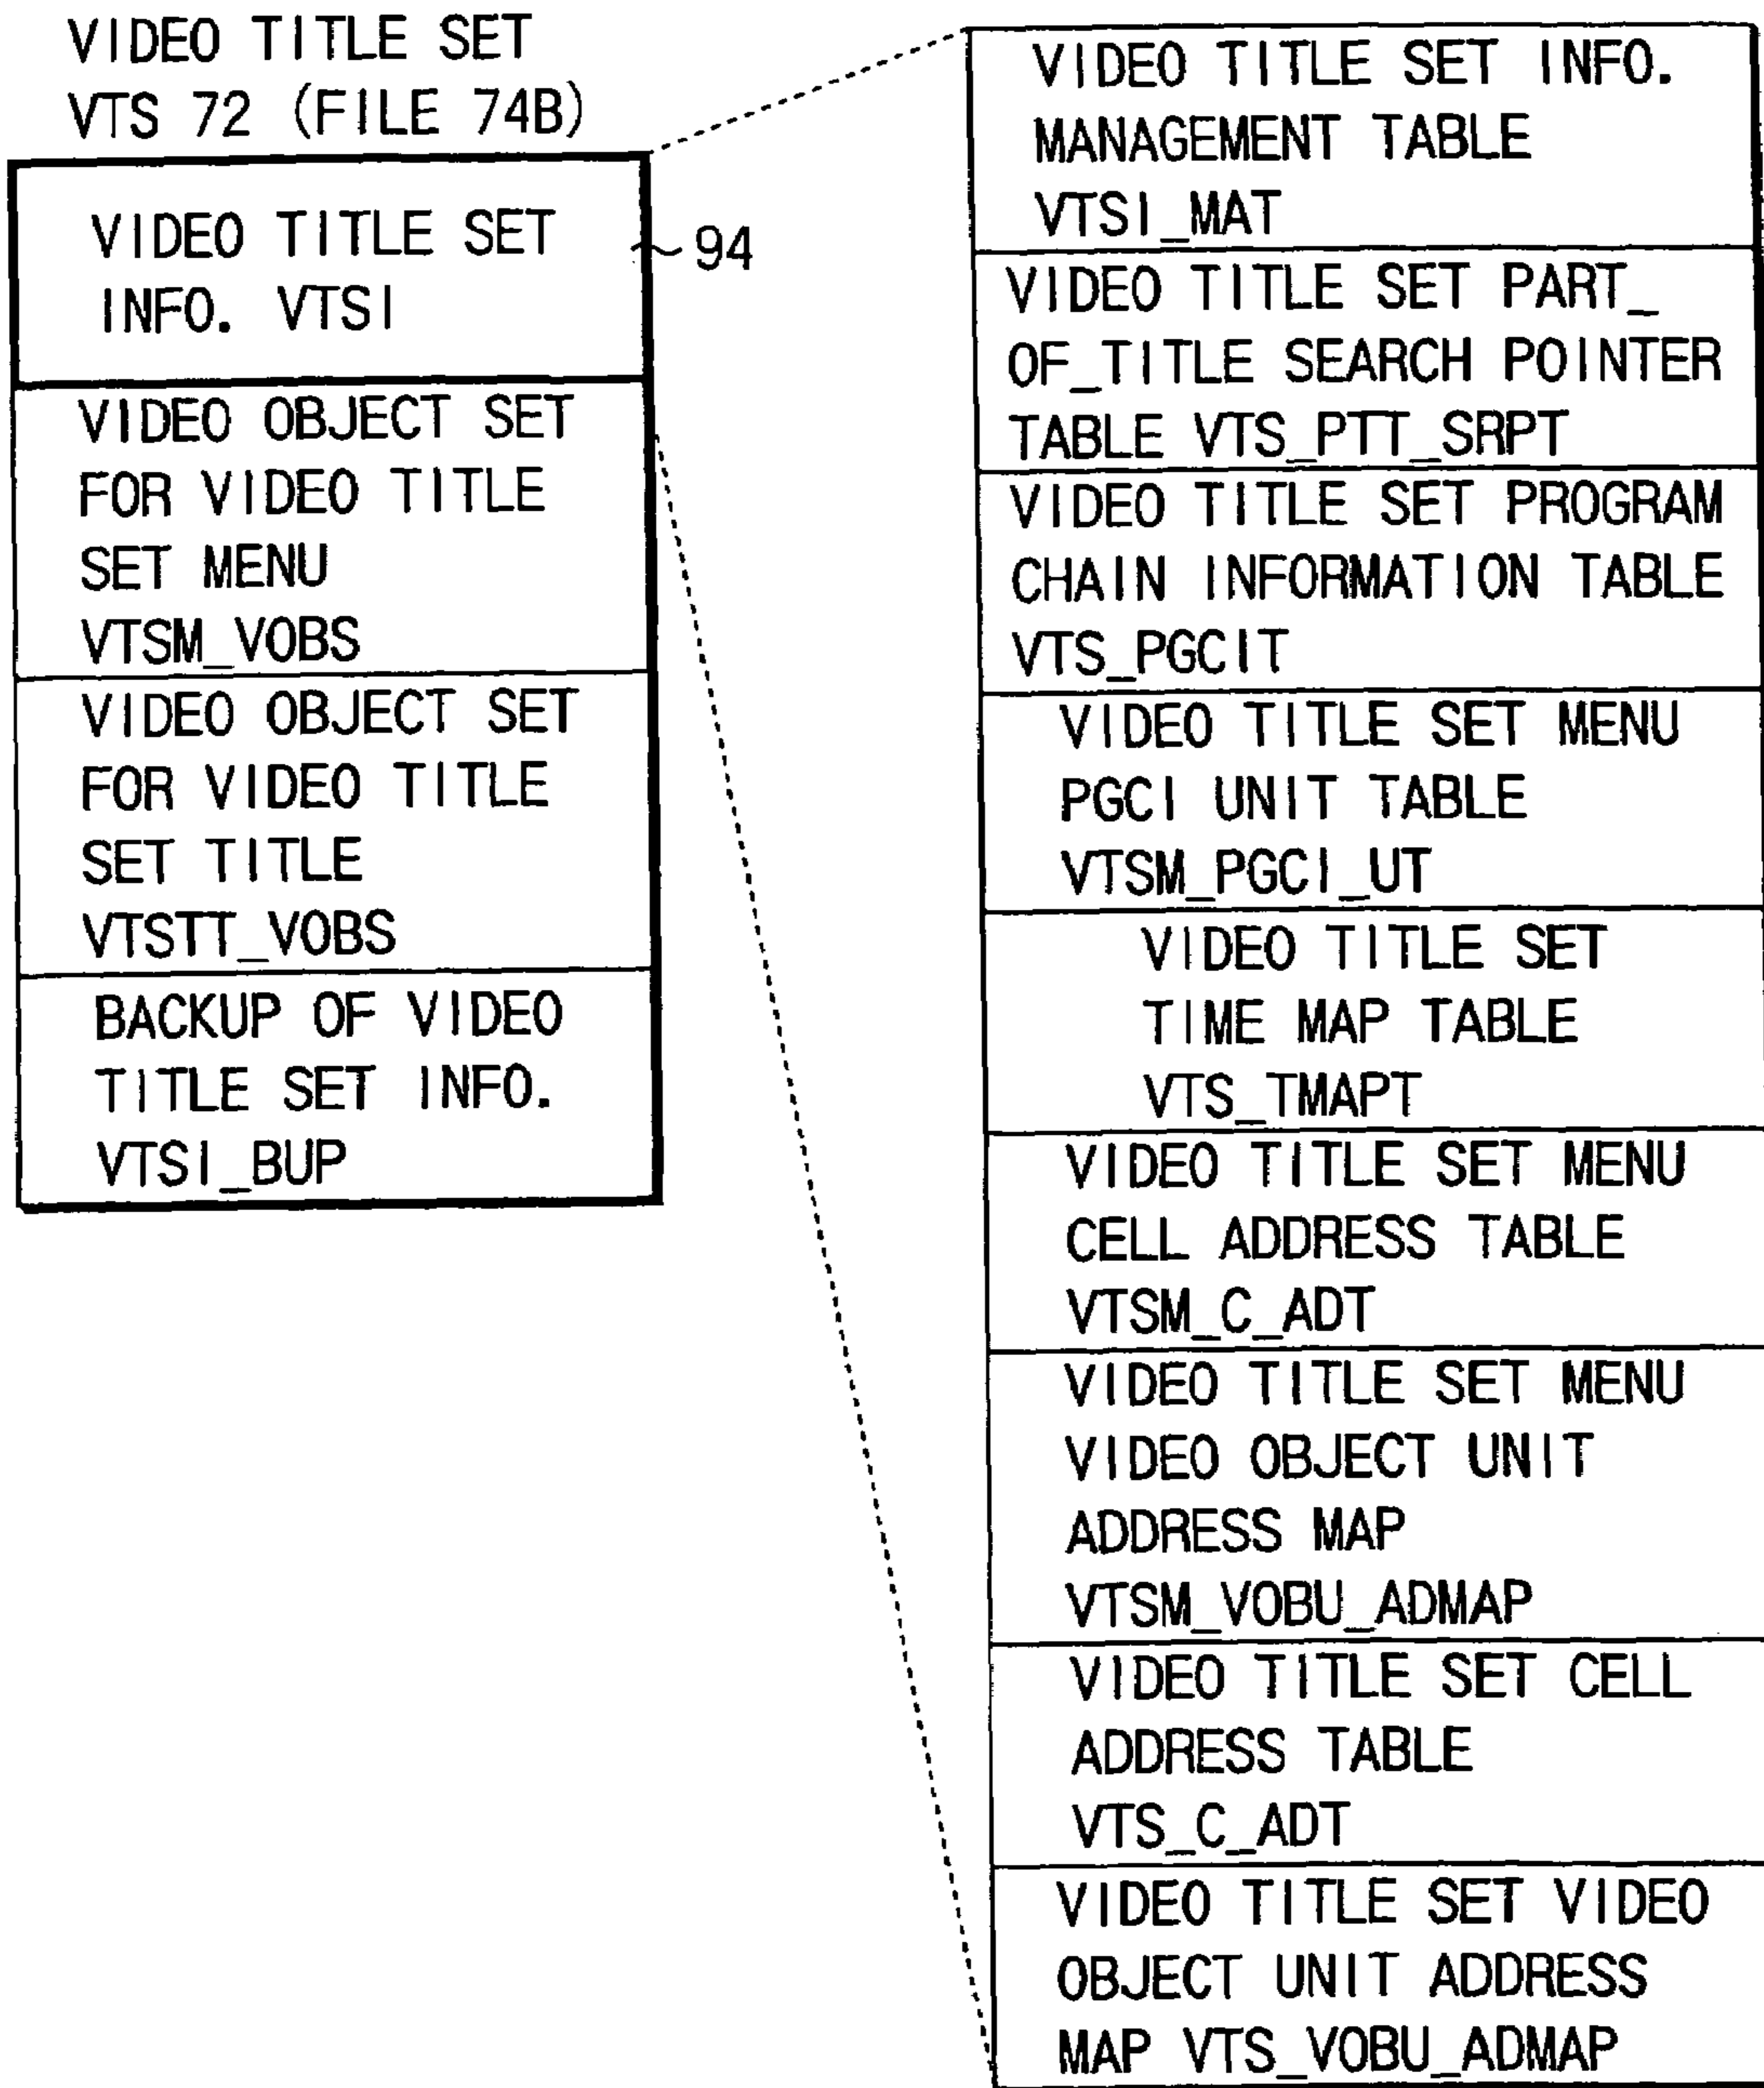 VIDEO TITLE SET
VTS 72 (FILE 74B)
VIDEO TITLE SET
INFO. VTSI
94
VIDEO OBJECT SET
FOR VIDEO TITLE
SET MENU
VTSM_VOBS
VIDEO OBJECT SET
FOR VIDEO TITLE
SET TITLE
VTSTT_VOBS
BACKUP OF VIDEO
TITLE SET INFO.
VTSI_BUP
VIDEO TITLE SET INFO.
MANAGEMENT TABLE
VTSI_MAT
VIDEO TITLE SET PART_
OF_TITLE SEARCH POINTER
TABLE VTS_PTT_SRPT
VIDEO TITLE SET PROGRAM
CHAIN INFORMATION TABLE
VTS_PGCIT
VIDEO TITLE SET MENU
PGCI UNIT TABLE
VTSM_PGCI_UT
VIDEO TITLE SET
TIME MAP TABLE
VTS_TMAPT
VIDEO TITLE SET MENU
CELL ADDRESS TABLE
VTSM_C_ADT
VIDEO TITLE SET MENU
VIDEO OBJECT UNIT
ADDRESS MAP
VTSM_VOBU_ADMAP
VIDEO TITLE SET CELL
ADDRESS TABLE
VTS_C_ADT
VIDEO TITLE SET VIDEO
OBJECT UNIT ADDRESS
MAP VTS_VOBU_ADMAP